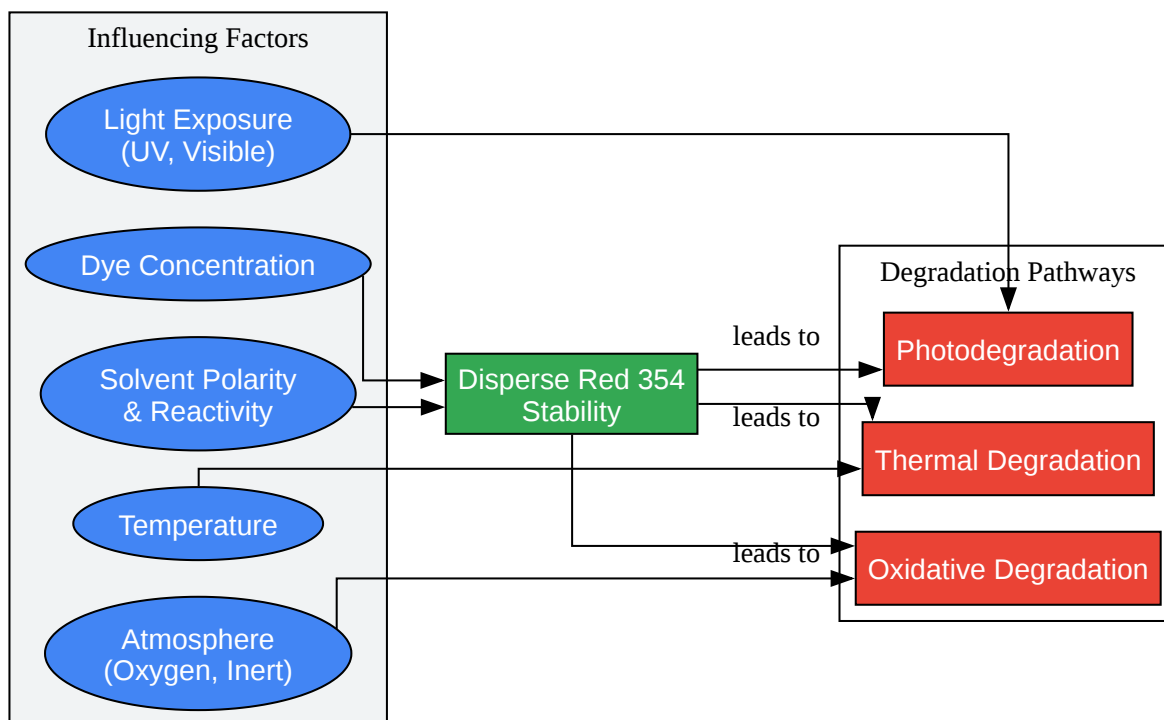 Influencing Factors
Light Exposure
(UV, Visible)
Dye Concentration
Solvent Polarity
& Reactivity
Temperature
Atmosphere
(Oxygen, Inert)
Disperse Red 354
Stability
leads to
leads to
leads to
Degradation Pathways
Photodegradation
Thermal Degradation
Oxidative Degradation